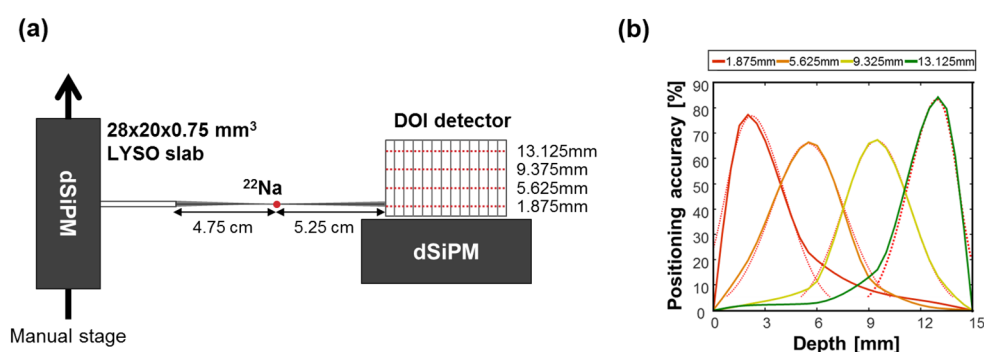 (a)
28x20x0.75 mm³
LYSO slab
dSiPM
²²Na
4.75 cm
5.25 cm
DOI detector
13.125mm
9.375mm
5.625mm
1.875mm
dSiPM
Manual stage
(b)
1.875mm 5.625mm 9.325mm 13.125mm
Positioning accuracy [%]
90
80
70
60
50
40
30
20
10
0
0 3 6 9 12 15
Depth [mm]